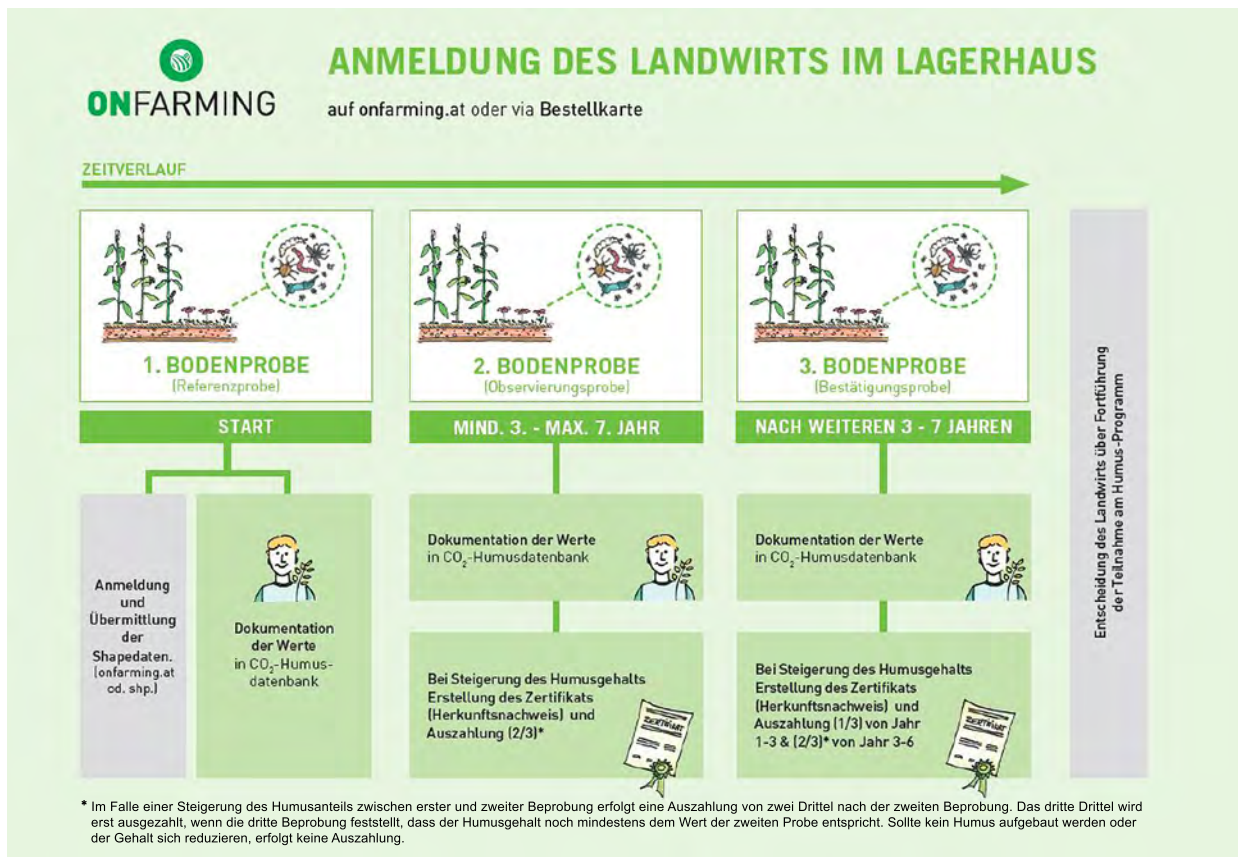 ONFARMING
ANMELDUNG DES LANDWIRTS IM LAGERHAUS
auf onfarming.at oder via Bestellkarte
ZEITVERLAUF
1. BODENPROBE
(Referenzprobe)
START
Anmeldung
und
Übermittlung
der
Shapedaten.
(onfarming.at
od. shp.)
Dokumentation
der Werte
in CO₂-Humus-
datenbank
2. BODENPROBE
(Observierungsprobe)
MIND. 3. - MAX. 7. JAHR
Dokumentation der Werte
in CO₂-Humusdatenbank
Bei Steigerung des Humusgehalts
Erstellung des Zertifikats
(Herkunftsnachweis) und
Auszahlung (2/3)*
ZERTIFIKAT
3. BODENPROBE
(Bestätigungsprobe)
NACH WEITEREN 3 - 7 JAHREN
Dokumentation der Werte
in CO₂-Humusdatenbank
Bei Steigerung des Humusgehalts
Erstellung des Zertifikats
(Herkunftsnachweis) und
Auszahlung (1/3) von Jahr
1-3 & (2/3)* von Jahr 3-6
ZERTIFIKAT
Entscheidung des Landwirts über Fortführung
der Teilnahme am Humus-Programm
* Im Falle einer Steigerung des Humusanteils zwischen erster und zweiter Beprobung erfolgt eine Auszahlung von zwei Drittel nach der zweiten Beprobung. Das dritte Drittel wird
erst ausgezahlt, wenn die dritte Beprobung feststellt, dass der Humusgehalt noch mindestens dem Wert der zweiten Probe entspricht. Sollte kein Humus aufgebaut werden oder
der Gehalt sich reduzieren, erfolgt keine Auszahlung.